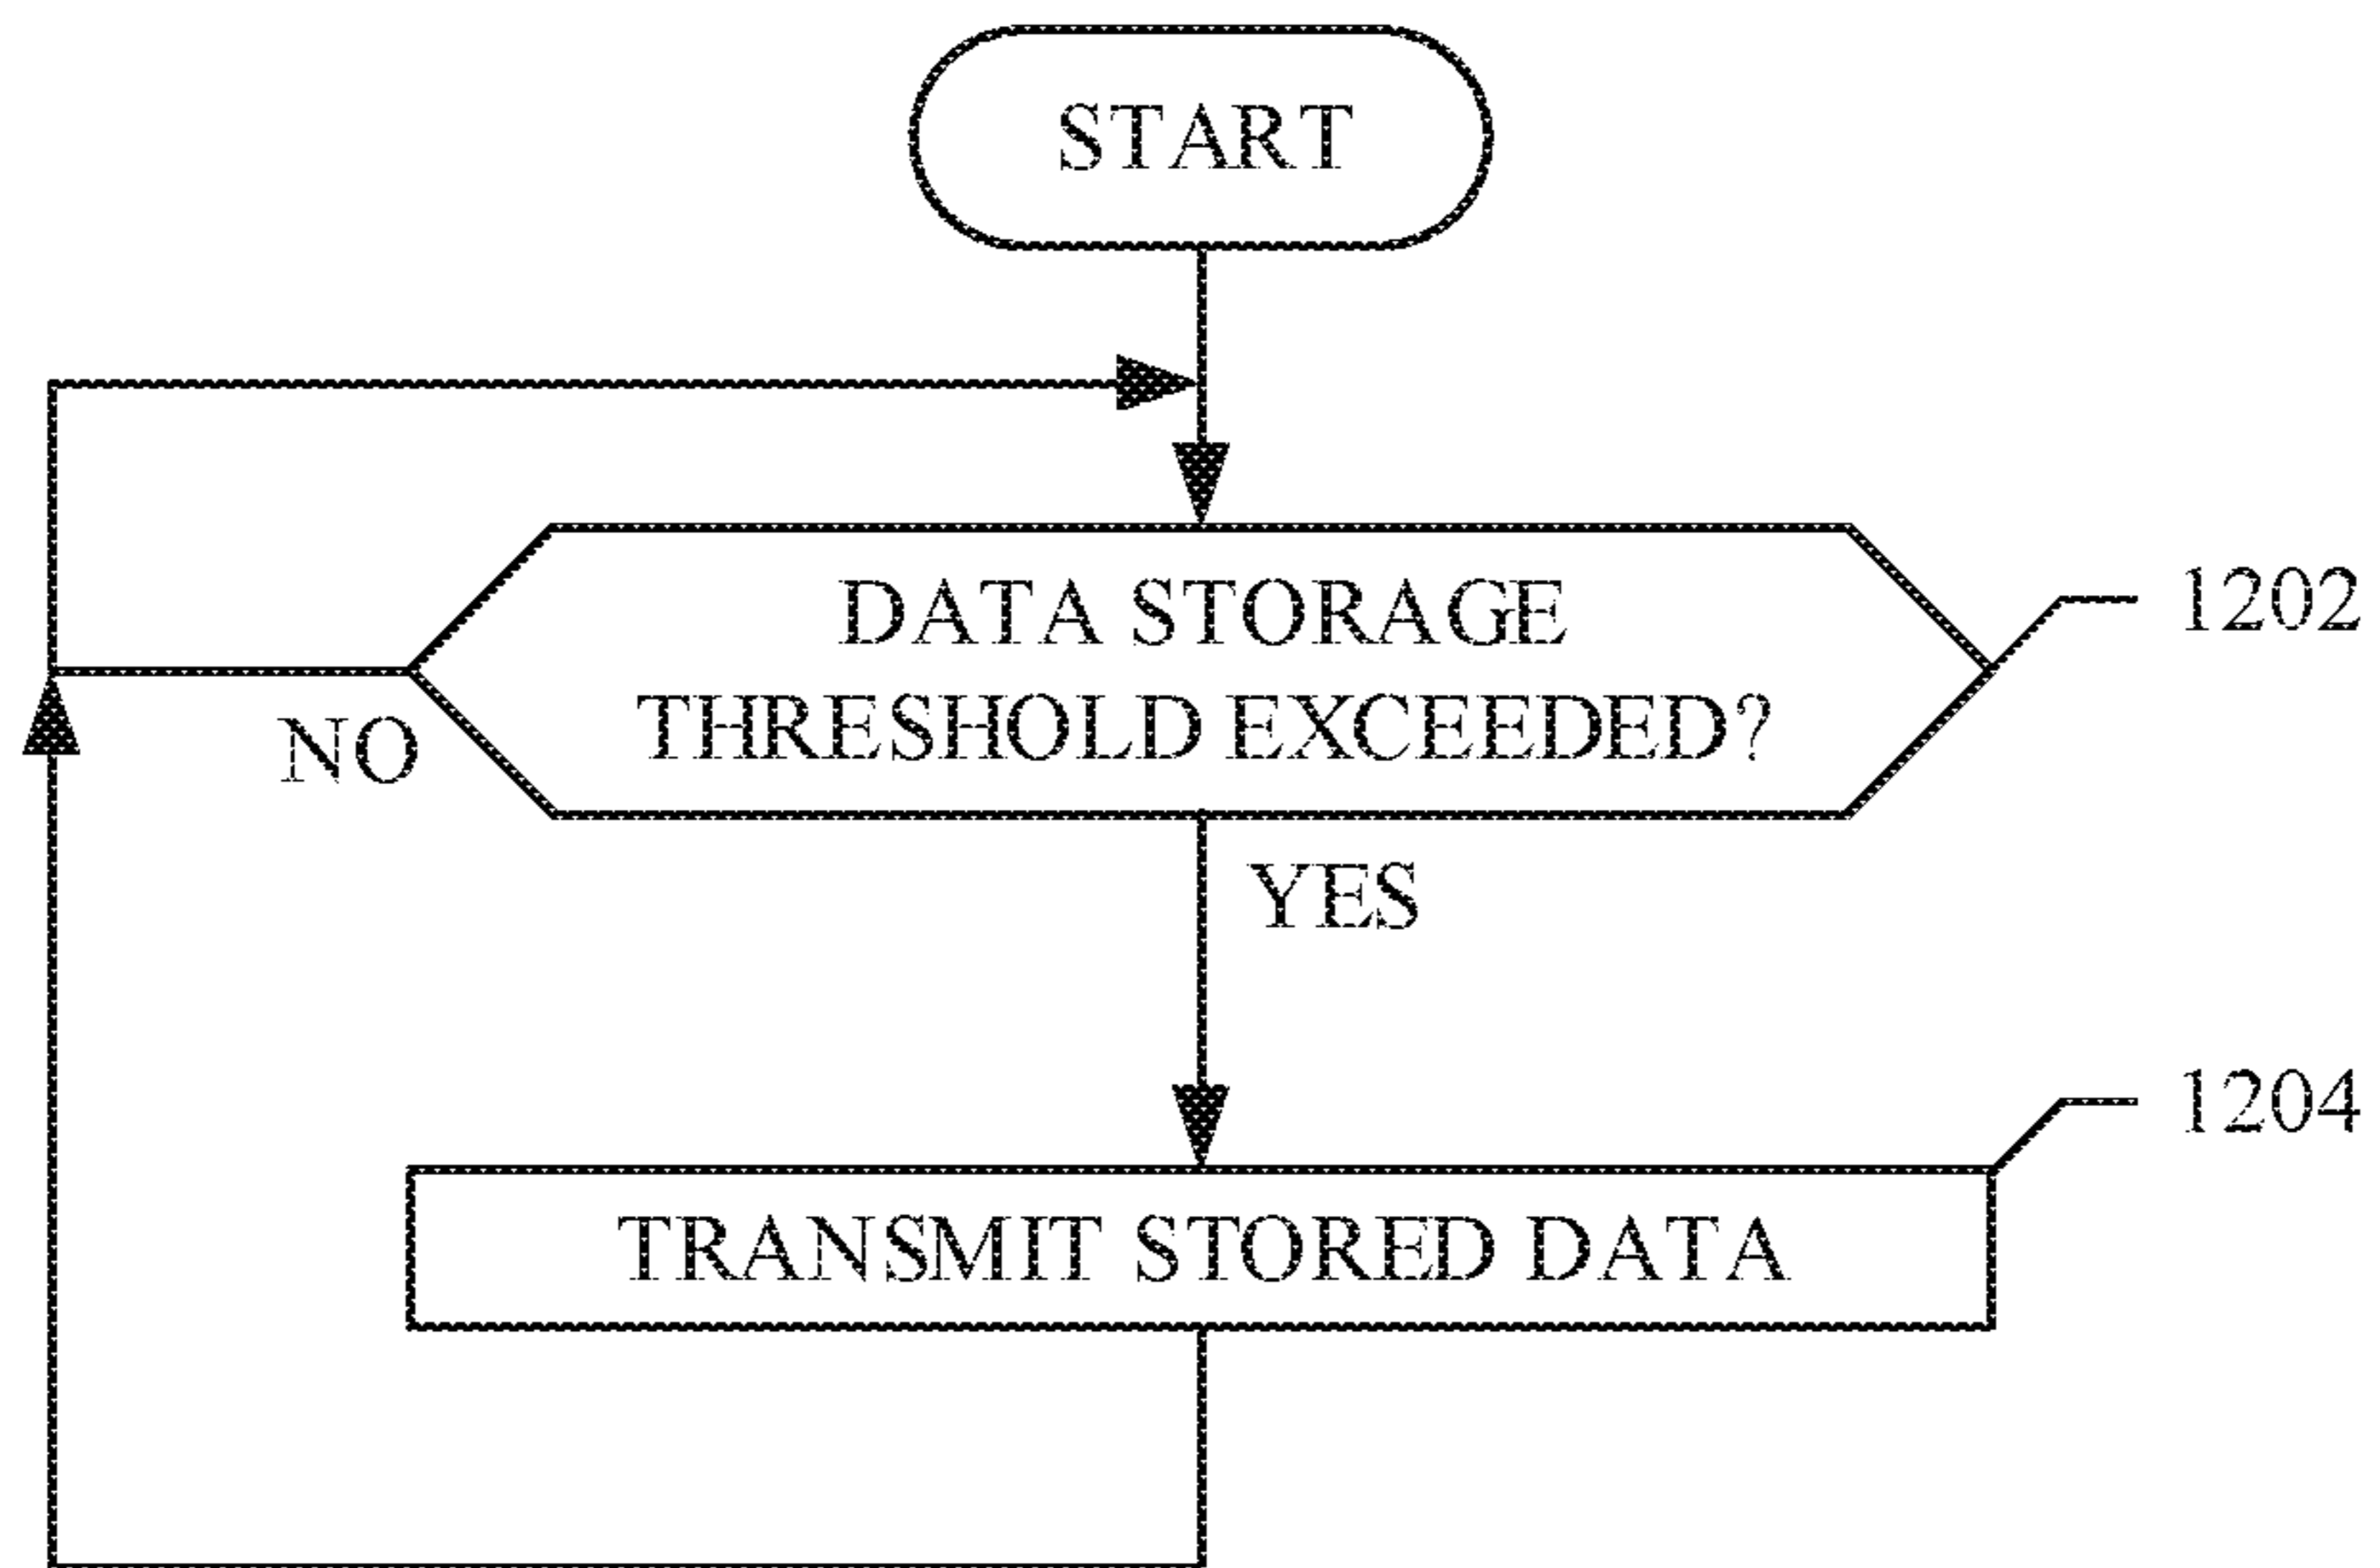 START
DATA STORAGE
THRESHOLD EXCEEDED?
1202
NO
YES
1204
TRANSMIT STORED DATA